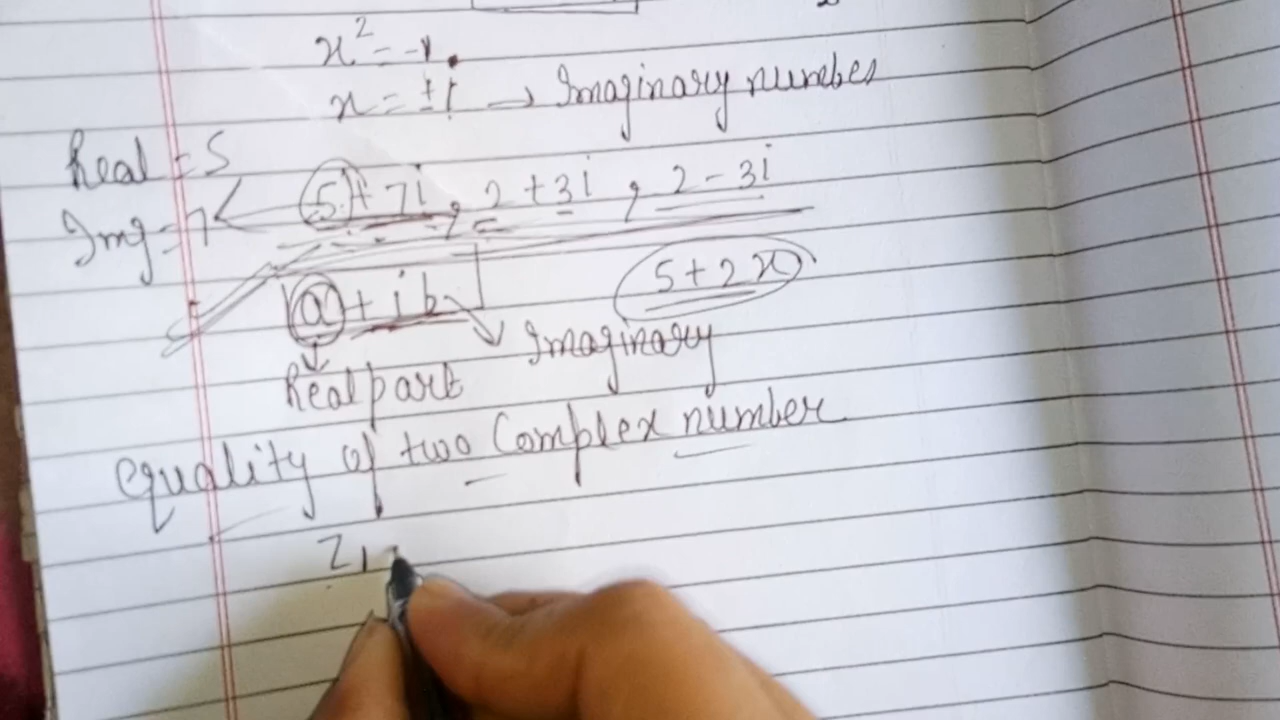 x² = -1
x = ±i → Imaginary number
Real = 5
5 + 7i, 2 + 3i, 2 - 3i
Img = 7
a + ib
5 + 2x
Imaginary
Real part
equality of two Complex number
Z₁